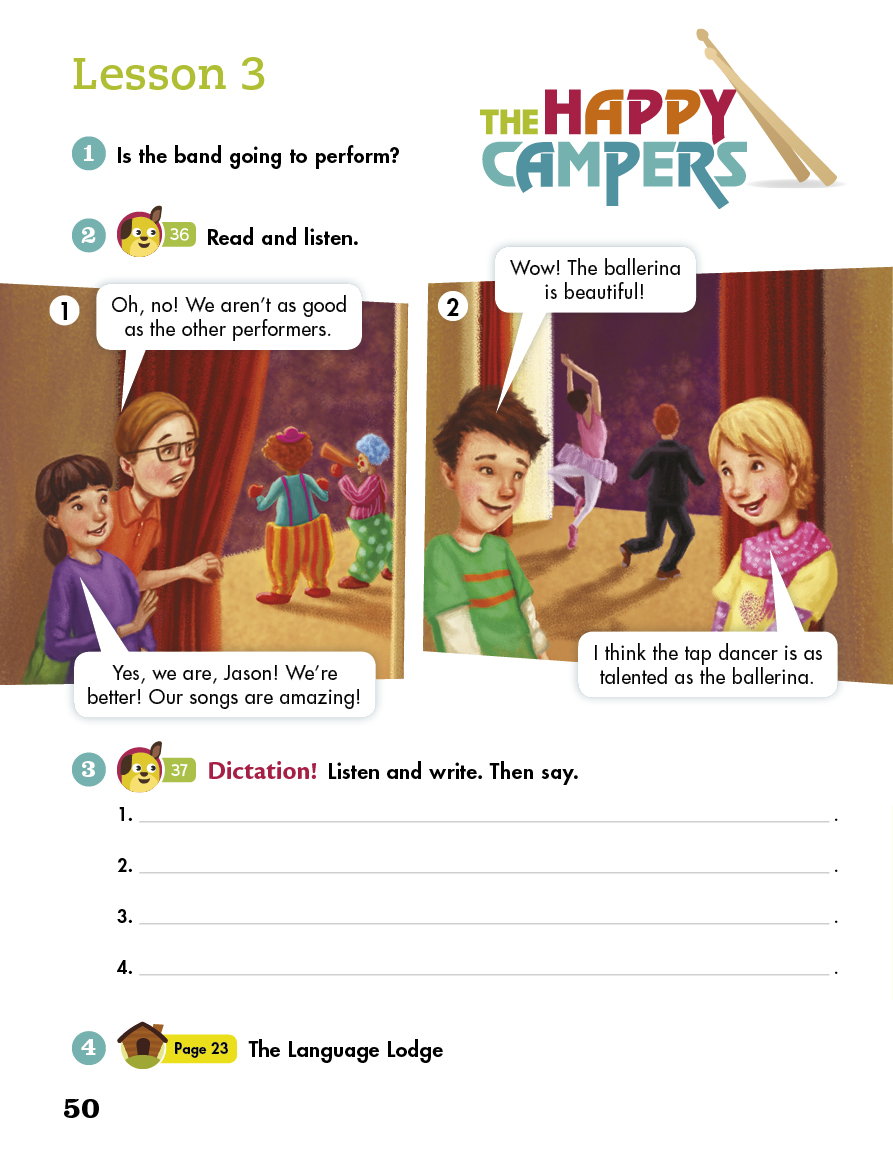 Lesson 3
THE HAPPY
CAMPERS
1 Is the band going to perform?
2 36 Read and listen.
1
Oh, no! We aren't as good
as the other performers.
Yes, we are, Jason! We're
better! Our songs are amazing!
2
Wow! The ballerina
is beautiful!
I think the tap dancer is as
talented as the ballerina.
3 37 Dictation! Listen and write. Then say.
1. .
2. .
3. .
4. .
4 Page 23 The Language Lodge
50